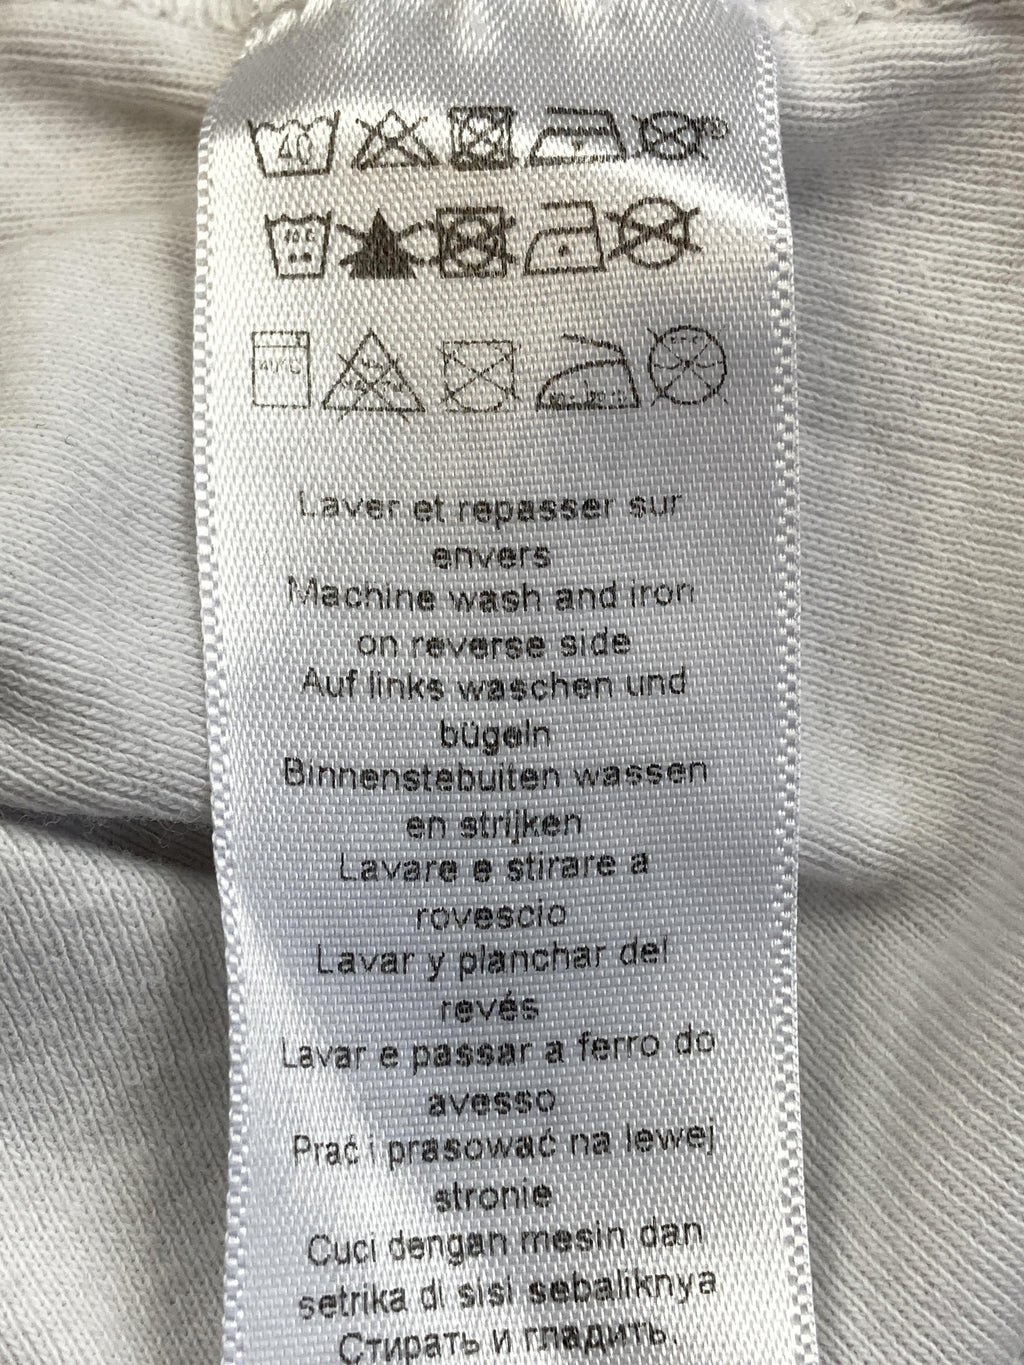 40
40 C
Laver et repasser sur
envers
Machine wash and iron
on reverse side
Auf links waschen und
bügeln
Binnenstebuiten wassen
en strijken
Lavare e stirare a
rovescio
Lavar y planchar del
revés
Lavar e passar a ferro do
avesso
Prać i prasować na lewej
stronie
Cuci dengan mesin dan
setrika di sisi sebaliknya
Стирать и гладить.